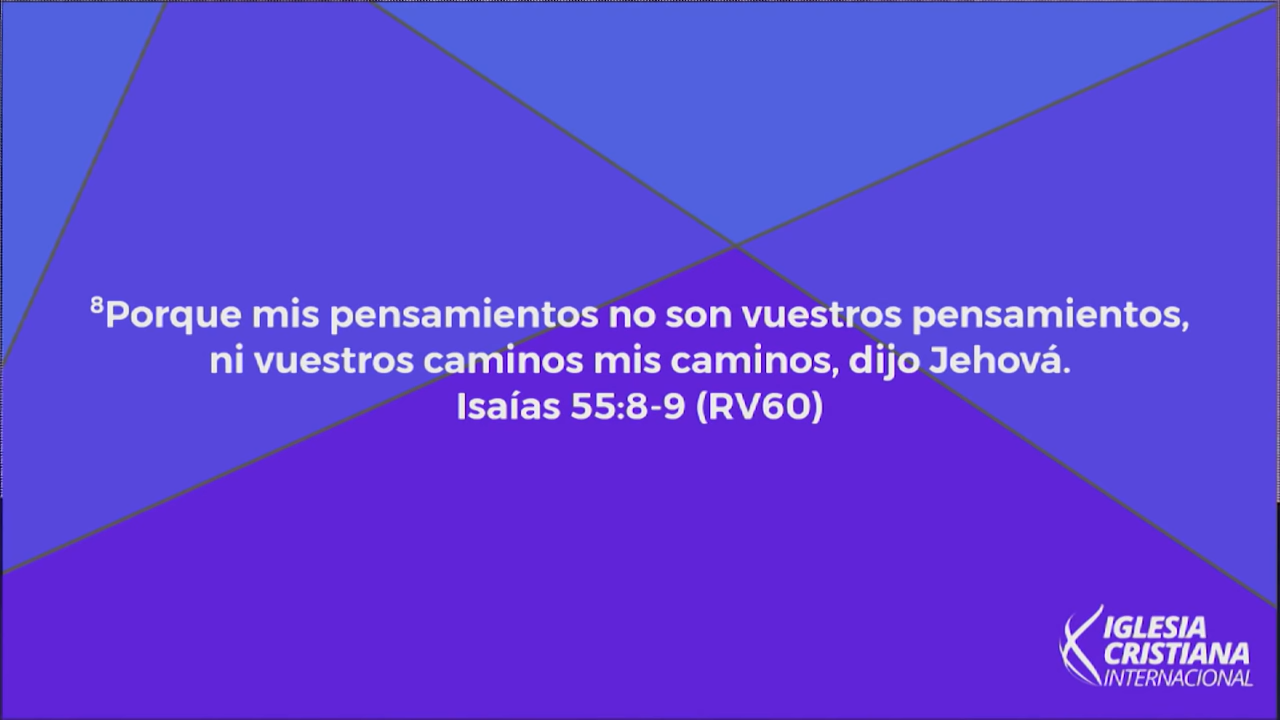 ⁸Porque mis pensamientos no son vuestros pensamientos,
ni vuestros caminos mis caminos, dijo Jehová.
Isaías 55:8-9 (RV60)
IGLESIA
CRISTIANA
INTERNACIONAL